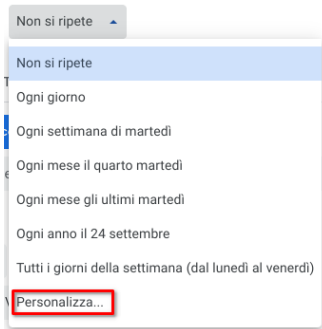 Non si ripete
Non si ripete
Ogni giorno
Ogni settimana di martedì
Ogni mese il quarto martedì
Ogni mese gli ultimi martedì
Ogni anno il 24 settembre
Tutti i giorni della settimana (dal lunedì al venerdì)
Personalizza...